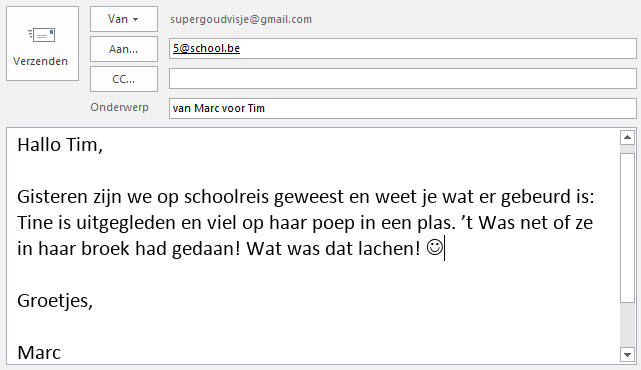 Verzenden
Van
supergoudvisje@gmail.com
Aan...
5@school.be
CC...
Onderwerp
van Marc voor Tim
Hallo Tim,
Gisteren zijn we op schoolreis geweest en weet je wat er gebeurd is:
Tine is uitgegleden en viel op haar poep in een plas. ’t Was net of ze
in haar broek had gedaan! Wat was dat lachen! ☺
Groetjes,
Marc